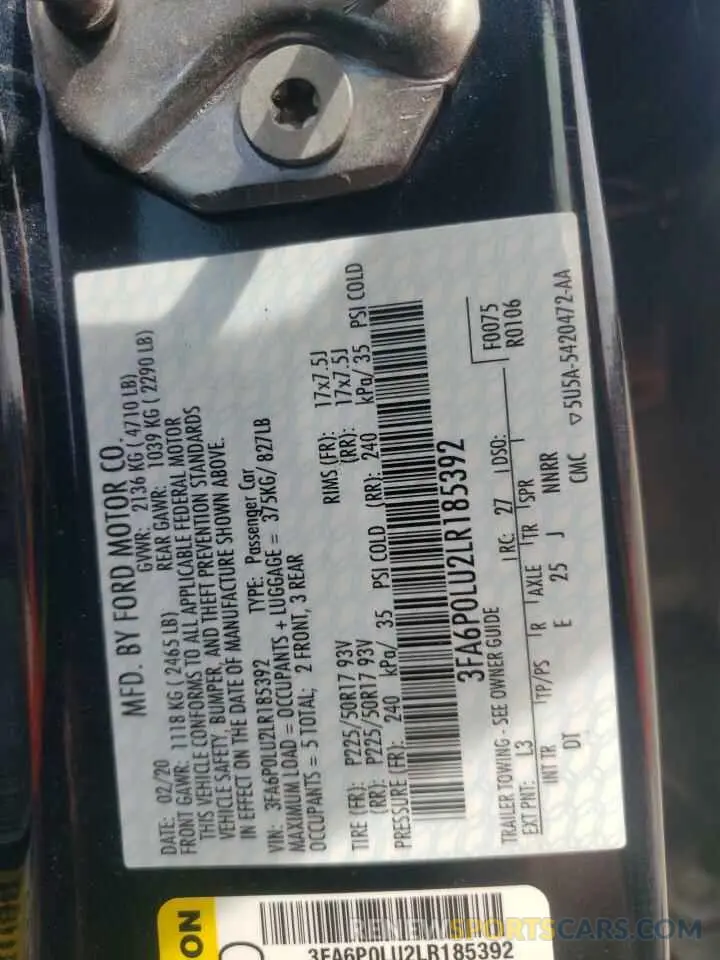 MFD. BY FORD MOTOR CO.
DATE: 02/20 GVWR: 2136 KG ( 4710 LB)
FRONT GAWR: 1118 KG ( 2465 LB) REAR GAWR: 1039 KG ( 2290 LB)
THIS VEHICLE CONFORMS TO ALL APPLICABLE FEDERAL MOTOR
VEHICLE SAFETY, BUMPER, AND THEFT PREVENTION STANDARDS
IN EFFECT ON THE DATE OF MANUFACTURE SHOWN ABOVE.
VIN: 3FA6P0LU2LR185392 TYPE: Passenger Car
MAXIMUM LOAD = OCCUPANTS + LUGGAGE = 375KG/ 827LB
OCCUPANTS = 5 TOTAL; 2 FRONT, 3 REAR
TIRE (FR): P225/50R17 93V RIMS (FR): 17x7.5J
(RR): P225/50R17 93V (RR): 17x7.5J
PRESSURE (FR): 240 kPa/ 35 PSI COLD (RR): 240 kPa/ 35 PSI COLD
3FA6P0LU2LR185392
TRAILER TOWING - SEE OWNER GUIDE
F0075
R0106
EXT PNT: L3 RC: 27 DSO:
INT TR TP/PS R AXLE TR SPR
DT E 25 J NNRR
CMC ▽5U5A-5420472-AA
ON
3FA6P0LU2LR185392
RENEWSPORTSCARS.COM